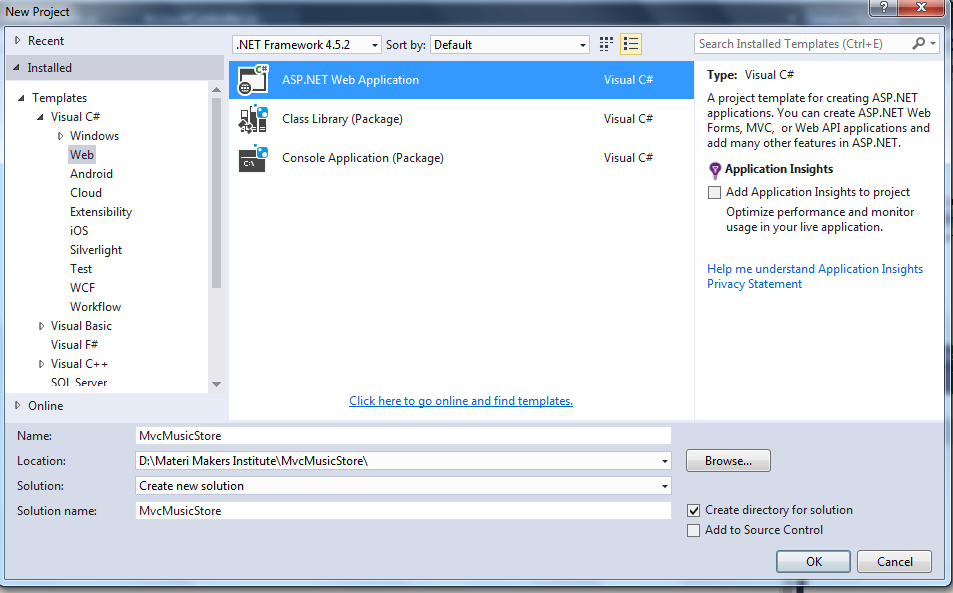 New Project
?
Recent
.NET Framework 4.5.2
Sort by:
Default
Search Installed Templates (Ctrl+E)
Installed
Templates
Visual C#
Windows
Web
Android
Cloud
Extensibility
iOS
Silverlight
Test
WCF
Workflow
Visual Basic
Visual F#
Visual C++
SQL Server
Online
C#
ASP.NET Web Application
Visual C#
Class Library (Package)
Visual C#
C:\
Console Application (Package)
Visual C#
Click here to go online and find templates.
Type: Visual C#
A project template for creating ASP.NET
applications. You can create ASP.NET Web
Forms, MVC, or Web API applications and
add many other features in ASP.NET.
Application Insights
Add Application Insights to project
Optimize performance and monitor
usage in your live application.
Help me understand Application Insights
Privacy Statement
Name:
MvcMusicStore
Location:
D:\Materi Makers Institute\MvcMusicStore\
Browse...
Solution:
Create new solution
Solution name:
MvcMusicStore
Create directory for solution
Add to Source Control
OK
Cancel